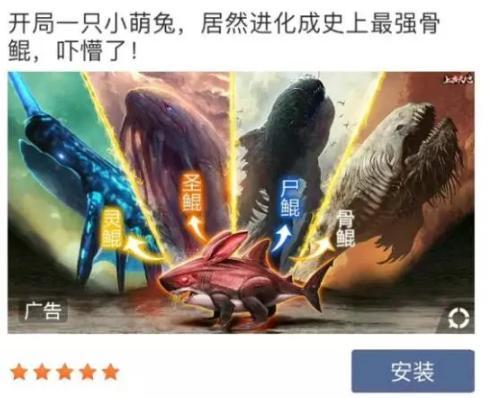 开局一只小萌兔，居然进化成史上最强骨
鲲，吓懵了！
灵鲲
圣鲲
尸鲲
骨鲲
广告
安装